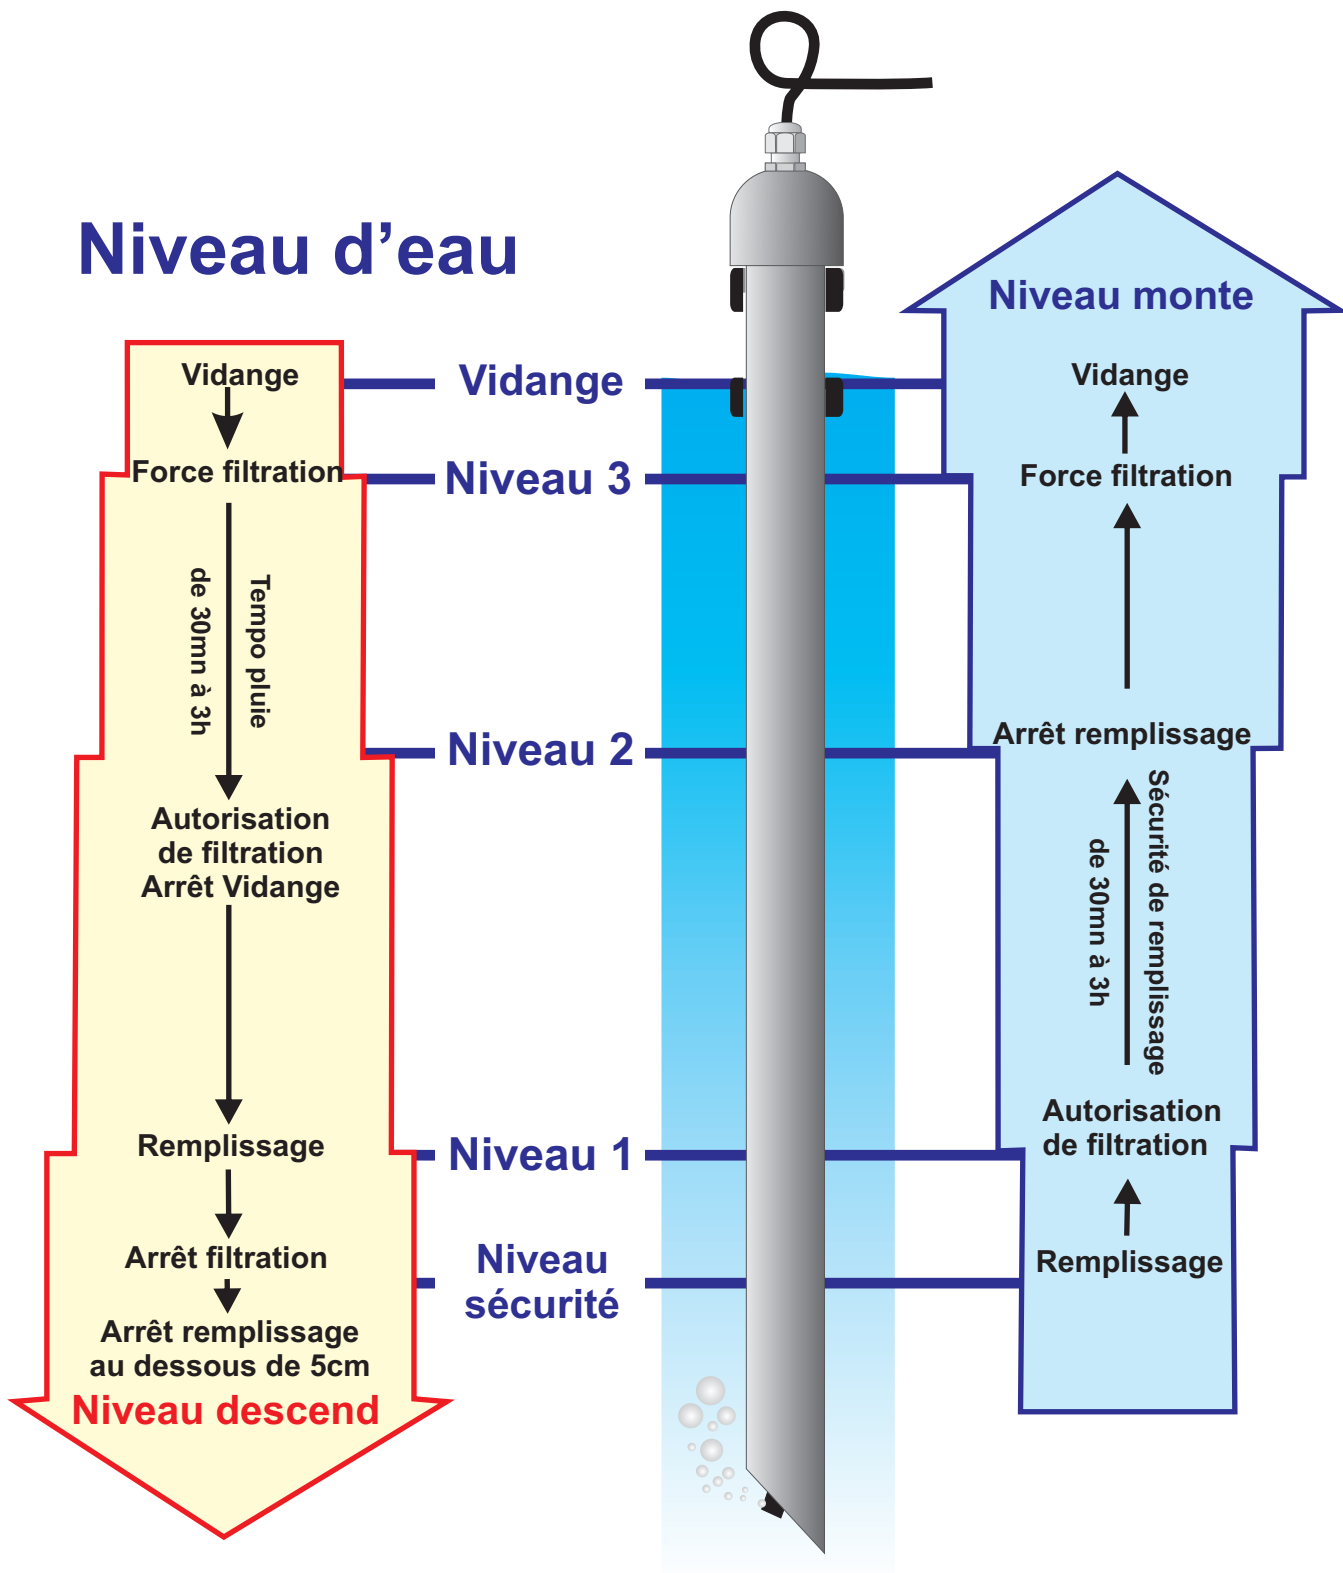 Niveau d’eau
Vidange
Force filtration
Tempo pluie
de 30mn à 3h
Autorisation
de filtration
Arrêt Vidange
Remplissage
Arrêt filtration
Arrêt remplissage
au dessous de 5cm
Niveau descend
Vidange
Niveau 3
Niveau 2
Niveau 1
Niveau
sécurité
Niveau monte
Vidange
Force filtration
Arrêt remplissage
Sécurité de remplissage
de 30mn à 3h
Autorisation
de filtration
Remplissage